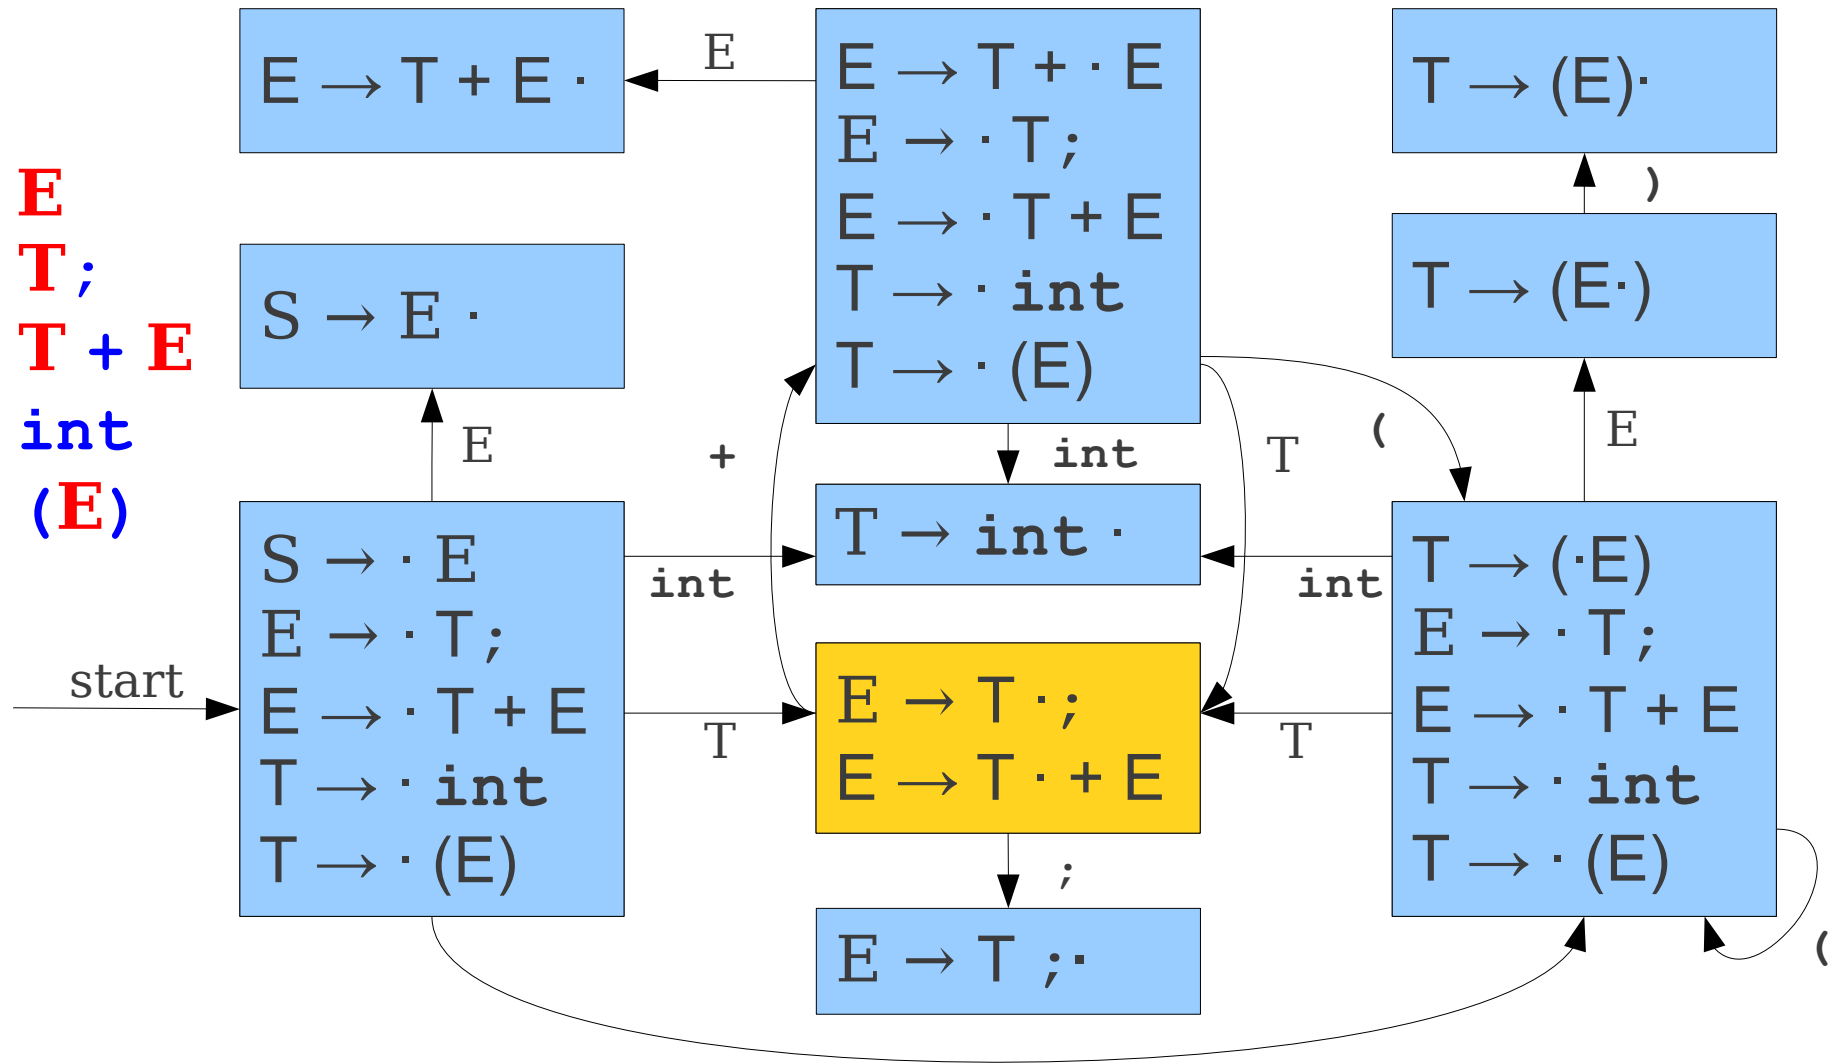 E
T ;
T + E
int
(E)
E → T + E ·
E
E → T + · E
E → · T ;
E → · T + E
T → · int
T → · (E)
T → (E)·
)
T → (E·)
S → E ·
E
+
int
T
(
E
start
S → · E
E → · T ;
E → · T + E
T → · int
T → · (E)
int
T
T → int ·
E → T · ;
E → T · + E
;
E → T ; ·
int
T
T → (·E)
E → · T ;
E → · T + E
T → · int
T → · (E)
(